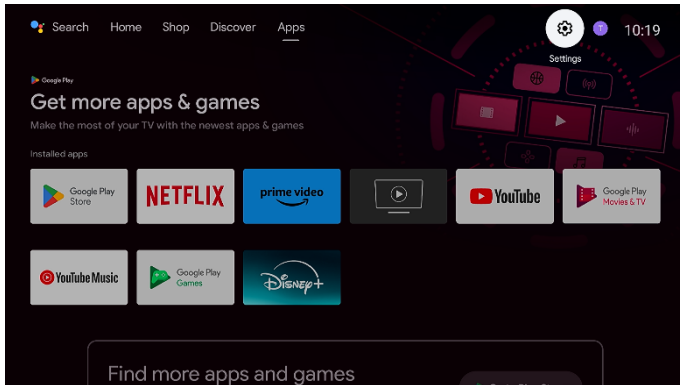 Search Home Shop Discover Apps
T
10:19
Settings
Google Play
Get more apps & games
Make the most of your TV with the newest apps & games
Installed apps
Google Play
Store
NETFLIX
prime video
YouTube
Google Play
Movies & TV
YouTube Music
Google Play
Games
Disney+
Find more apps and games